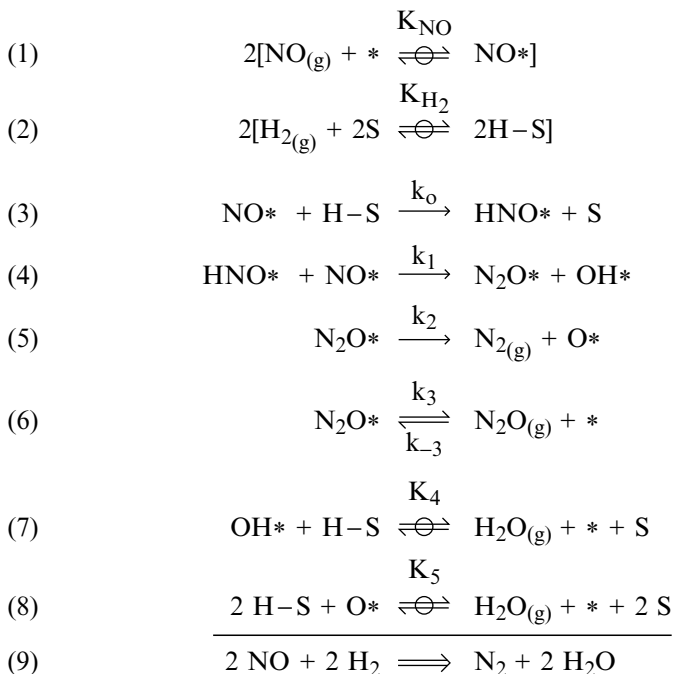 K_NO
(1) 2[NO(g) + * ⇌ NO*]
K_H2
(2) 2[H2(g) + 2S ⇌ 2H–S]
k_o
(3) NO* + H–S → HNO* + S
k_1
(4) HNO* + NO* → N2O* + OH*
k_2
(5) N2O* → N2(g) + O*
k_3
(6) N2O* ⇌ N2O(g) + *
k_–3
K_4
(7) OH* + H–S ⇌ H2O(g) + * + S
K_5
(8) 2 H–S + O* ⇌ H2O(g) + * + 2 S
(9) 2 NO + 2 H2 ⟹ N2 + 2 H2O